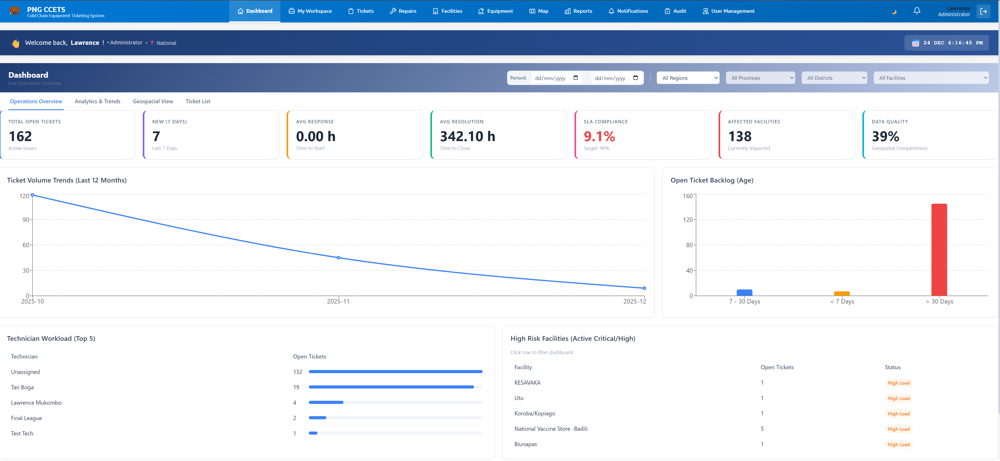 PNG CCETS
Cold Chain Equipment Ticketing System
Dashboard
My Workspace
Tickets
Repairs
Facilities
Equipment
Map
Reports
Notifications
Audit
User Management
Lawrence
Administrator
Welcome back, Lawrence ! • Administrator • National
24 DEC 6:16:45 PM
Dashboard
Live Operations Overview
Periord: dd/mm/yyyy - dd/mm/yyyy
All Regions
All Provinces
All Districts
All Facilities
Operations Overview
Analytics & Trends
Geospacial View
Ticket List
TOTAL OPEN TICKETS
162
Active Issues
NEW (7 DAYS)
7
Last 7 Days
AVG RESPONSE
0.00 h
Time to Start
AVG RESOLUTION
342.10 h
Time to Close
SLA COMPLIANCE
9.1%
Target: 90%
AFFECTED FACILITIES
138
Currently Impacted
DATA QUALITY
39%
Geospatial Completeness
Ticket Volume Trends (Last 12 Months)
120
90
60
30
0
2025-10
2025-11
2025-12
Open Ticket Backlog (Age)
160
120
80
40
0
7 - 30 Days
< 7 Days
> 30 Days
Technician Workload (Top 5)
Technician Open Tickets
Unassigned 132
Tari Boga 19
Lawrence Mukombo 4
Final League 2
Test Tech 1
High Risk Facilities (Active Critical/High)
Click row to filter dashboard
Facility Open Tickets Status
KESAVAKA 1 High Load
Utu 1 High Load
Koroba/Kopiago 1 High Load
National Vaccine Store -Badili 5 High Load
Biunapas 1 High Load